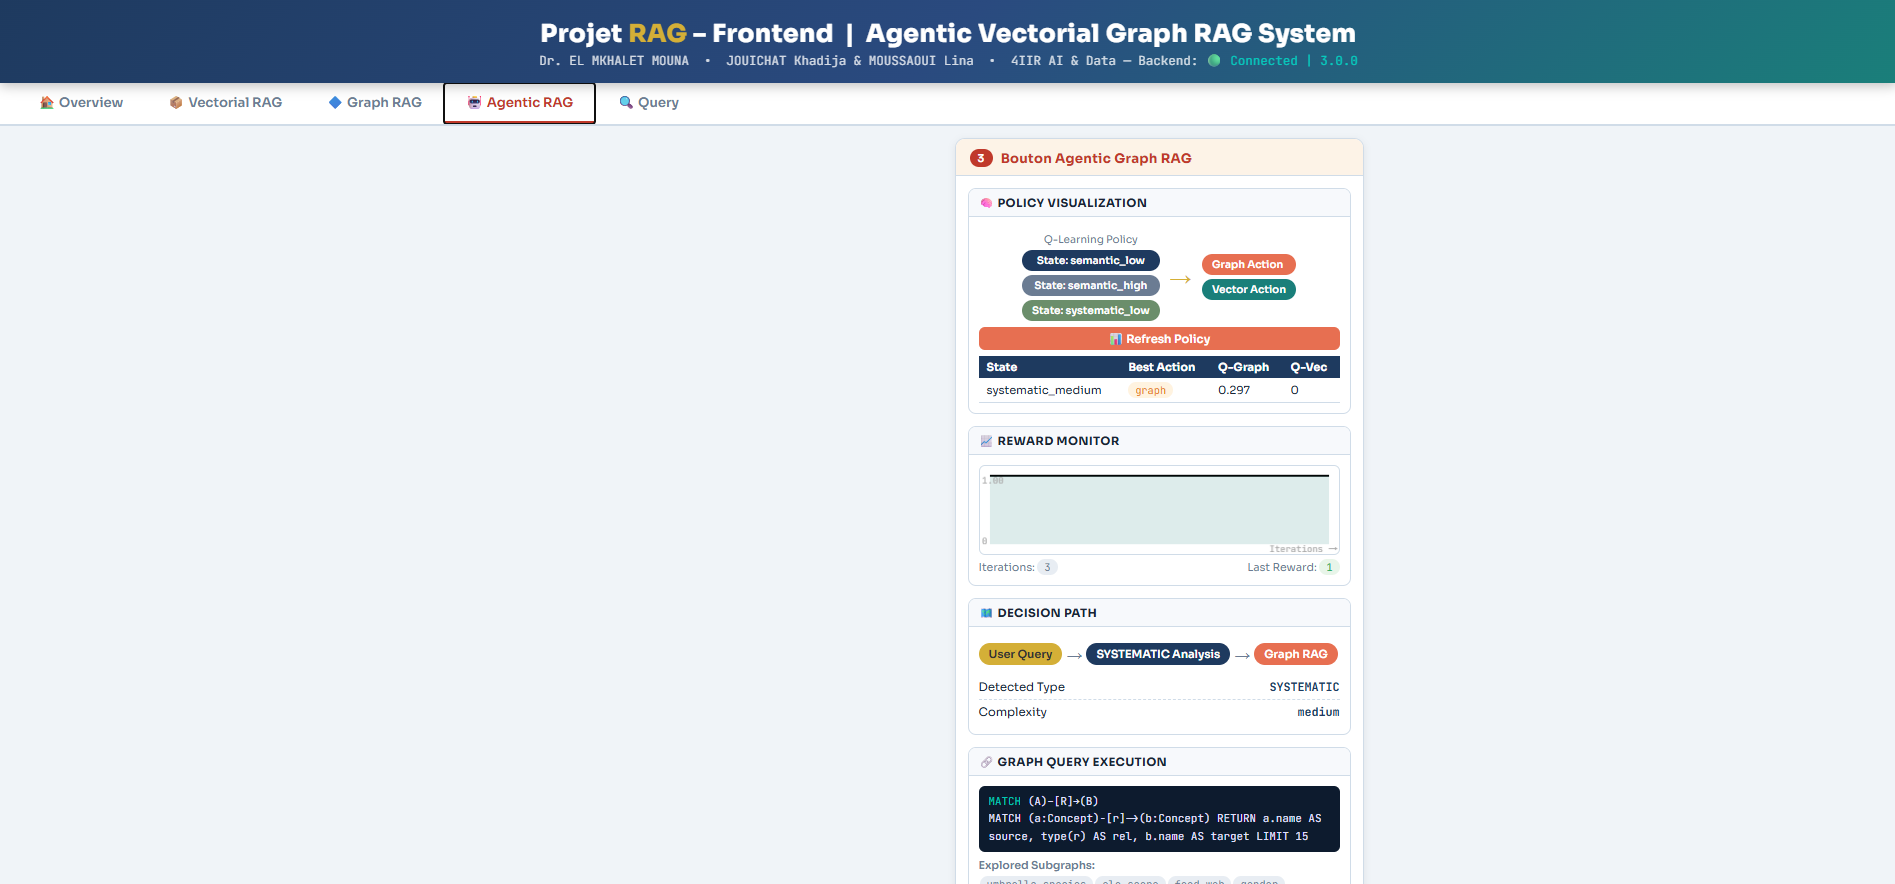 Projet RAG – Frontend | Agentic Vectorial Graph RAG System
Dr. EL MKHALET MOUNA • JOUICHAT Khadija & MOUSSAOUI Lina • 4IIR AI & Data — Backend: Connected | 3.0.0
Overview Vectorial RAG Graph RAG Agentic RAG Query
3 Bouton Agentic Graph RAG
POLICY VISUALIZATION
Q-Learning Policy
State: semantic_low
State: semantic_high
State: systematic_low
→
Graph Action
Vector Action
Refresh Policy
State Best Action Q-Graph Q-Vec
systematic_medium graph 0.297 0
REWARD MONITOR
1.00
0
Iterations →
Iterations: 3 Last Reward: 1
DECISION PATH
User Query → SYSTEMATIC Analysis → Graph RAG
Detected Type SYSTEMATIC
Complexity medium
GRAPH QUERY EXECUTION
MATCH (A)-[R]→(B)
MATCH (a:Concept)-[r]→(b:Concept) RETURN a.name AS
source, type(r) AS rel, b.name AS target LIMIT 15
Explored Subgraphs: